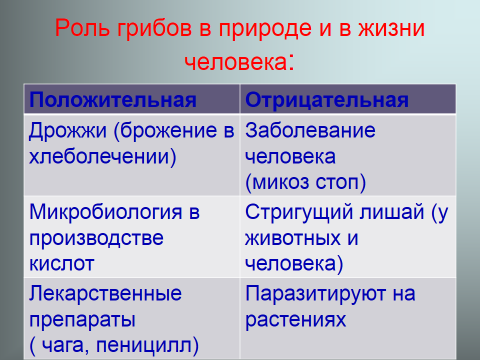 Роль грибов в природе и в жизни
человека:
Положительная
Отрицательная
Дрожжи (брожение в
хлеболечении)
Заболевание
человека
(микоз стоп)
Микробиология в
производстве
кислот
Стригущий лишай (у
животных и
человека)
Лекарственные
препараты
( чага, пеницилл)
Паразитируют на
растениях